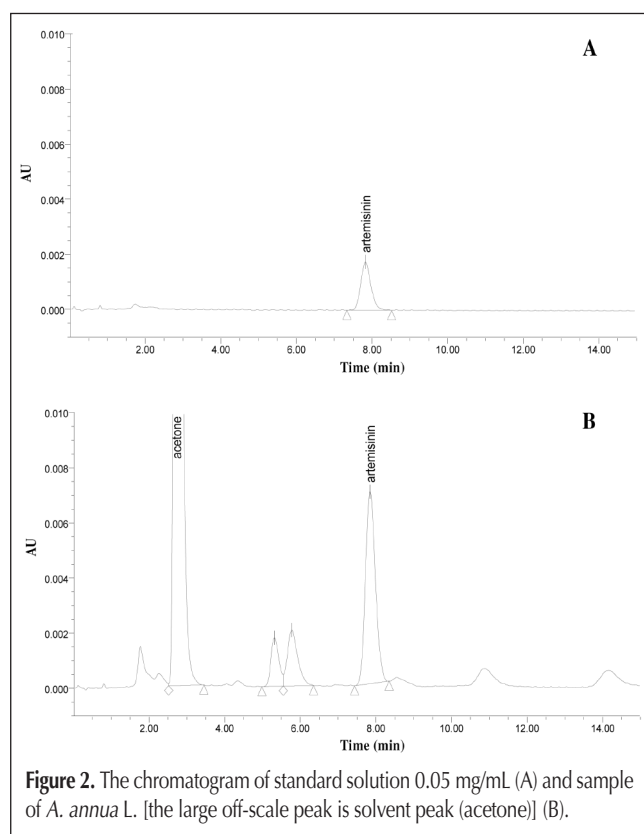 0.010
A
0.008
0.006
AU
0.004
artemisinin
0.002
0.000
2.00 4.00 6.00 8.00 10.00 12.00 14.00
Time (min)
0.010
B
acetone
artemisinin
0.008
0.006
AU
0.004
0.002
0.000
2.00 4.00 6.00 8.00 10.00 12.00 14.00
Time (min)
Figure 2. The chromatogram of standard solution 0.05 mg/mL (A) and sample
of A. annua L. [the large off-scale peak is solvent peak (acetone)] (B).